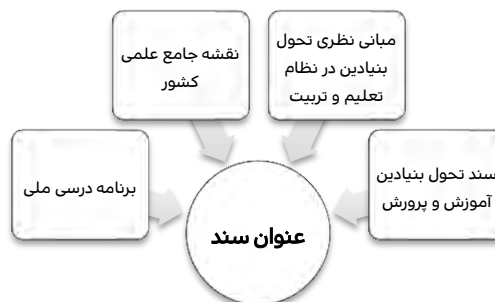 مبانی نظری تحول
بنیادین در نظام
تعلیم و تربیت
نقشه جامع علمی
کشور
سند تحول بنیادین
آموزش و پرورش
برنامه درسی ملی
عنوان سند